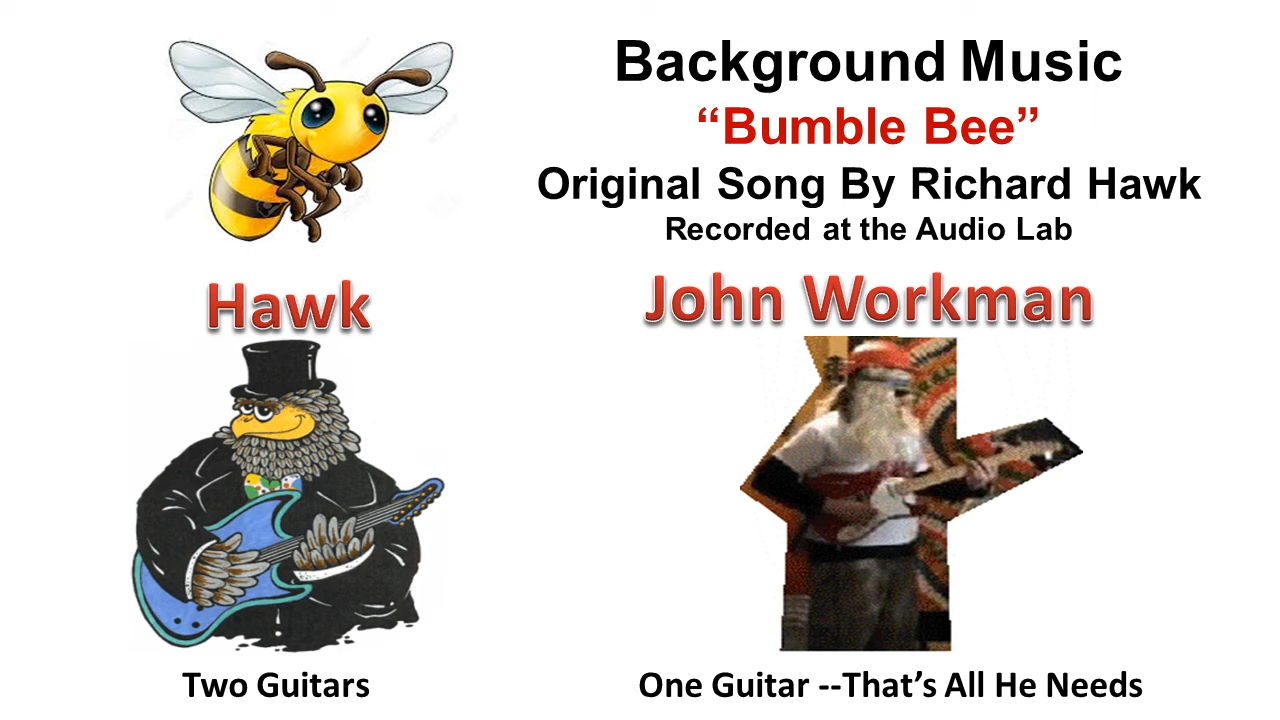 Background Music
“Bumble Bee”
Original Song By Richard Hawk
Recorded at the Audio Lab
Hawk
John Workman
Two Guitars
One Guitar --That’s All He Needs